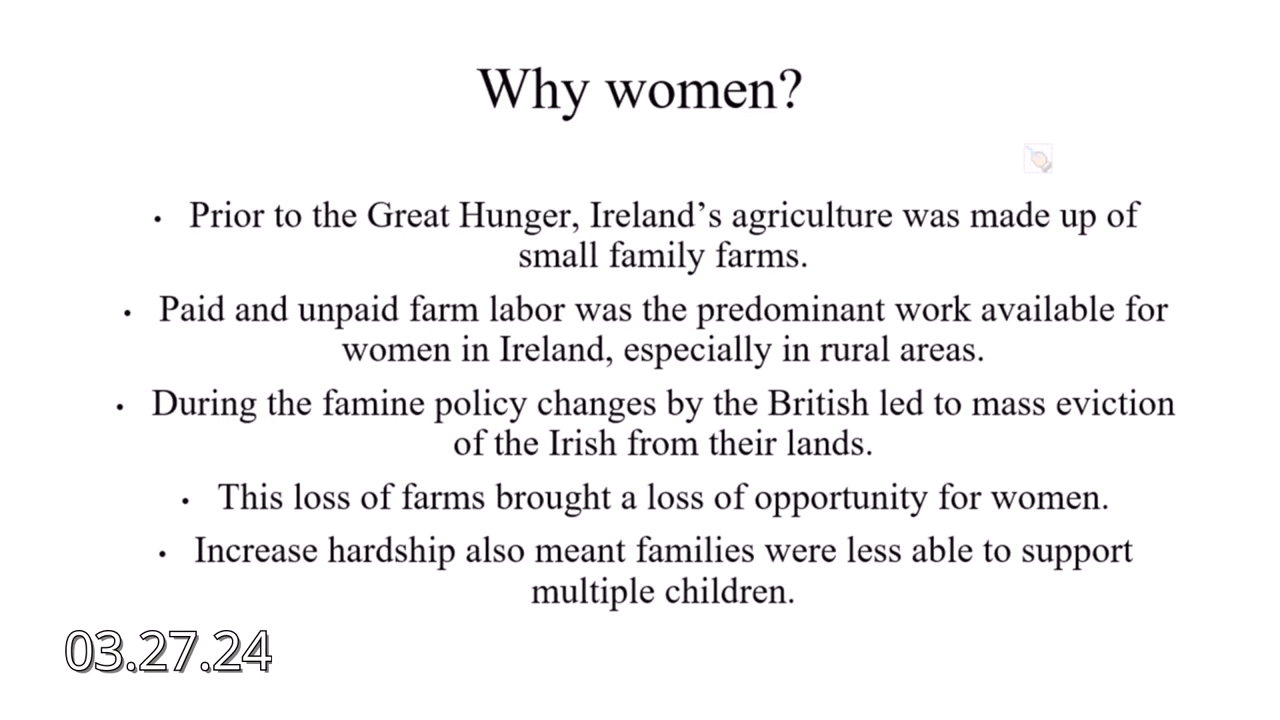 Why women?
• Prior to the Great Hunger, Ireland’s agriculture was made up of
small family farms.
• Paid and unpaid farm labor was the predominant work available for
women in Ireland, especially in rural areas.
• During the famine policy changes by the British led to mass eviction
of the Irish from their lands.
• This loss of farms brought a loss of opportunity for women.
• Increase hardship also meant families were less able to support
multiple children.
03.27.24